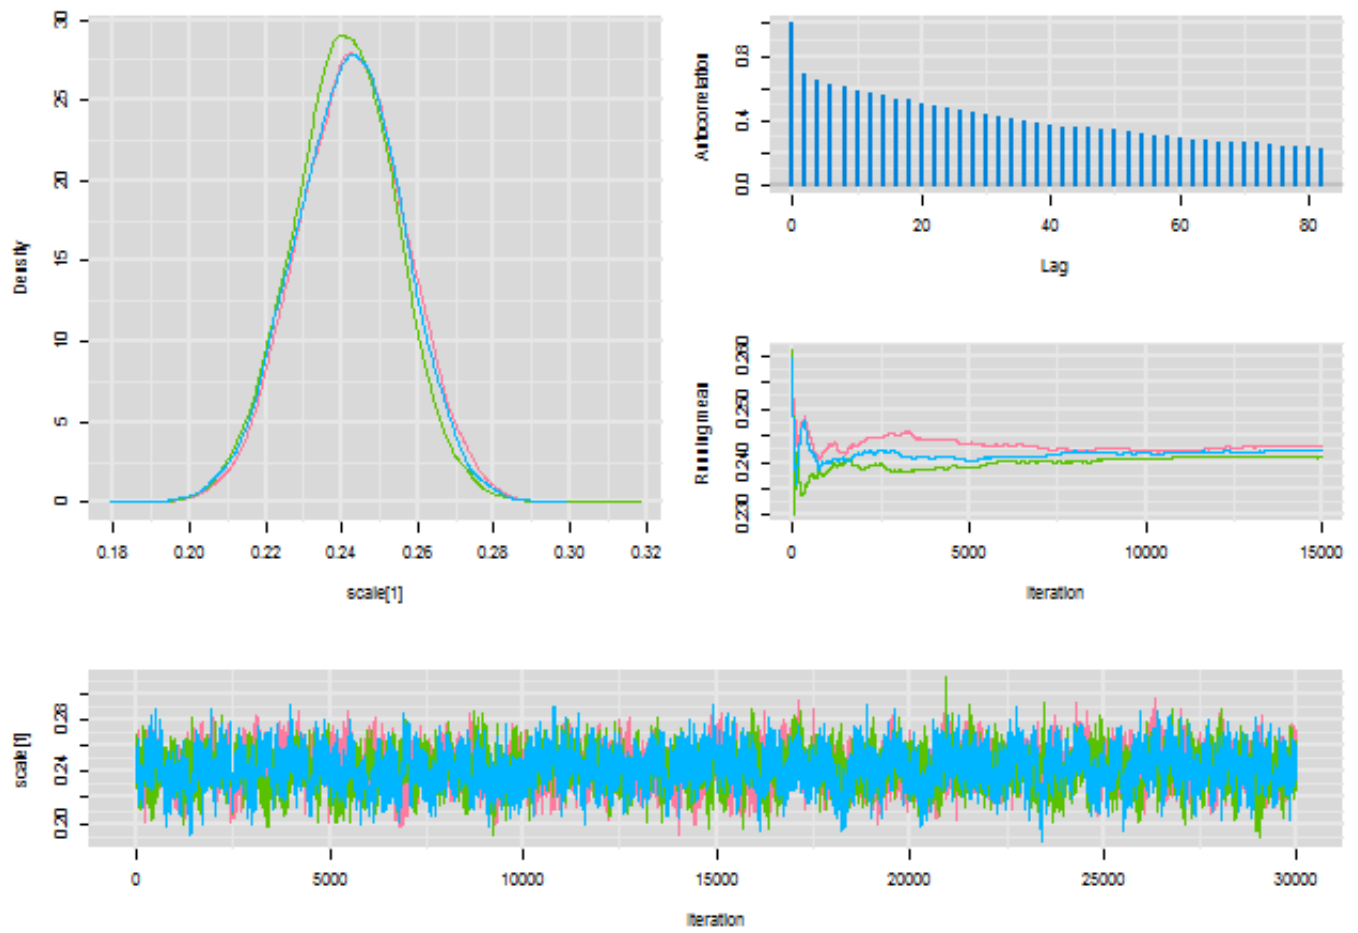 Density
0
5
10
15
20
25
30
0.18 0.20 0.22 0.24 0.26 0.28 0.30 0.32
scale[1]
Autocorrelation
0.0 0.4 0.8
0 20 40 60 80
Lag
Running mean
0.230 0.240 0.250 0.260
0 5000 10000 15000
Iteration
scale[1]
0.20 0.24 0.28
0 5000 10000 15000 20000 25000 30000
Iteration